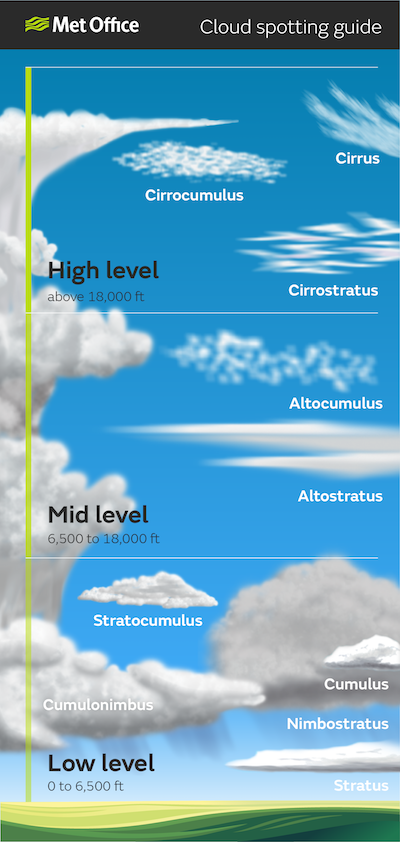 Met Office
Cloud spotting guide
Cirrus
Cirrocumulus
High level
above 18,000 ft
Cirrostratus
Altocumulus
Altostratus
Mid level
6,500 to 18,000 ft
Stratocumulus
Cumulus
Cumulonimbus
Nimbostratus
Low level
0 to 6,500 ft
Stratus